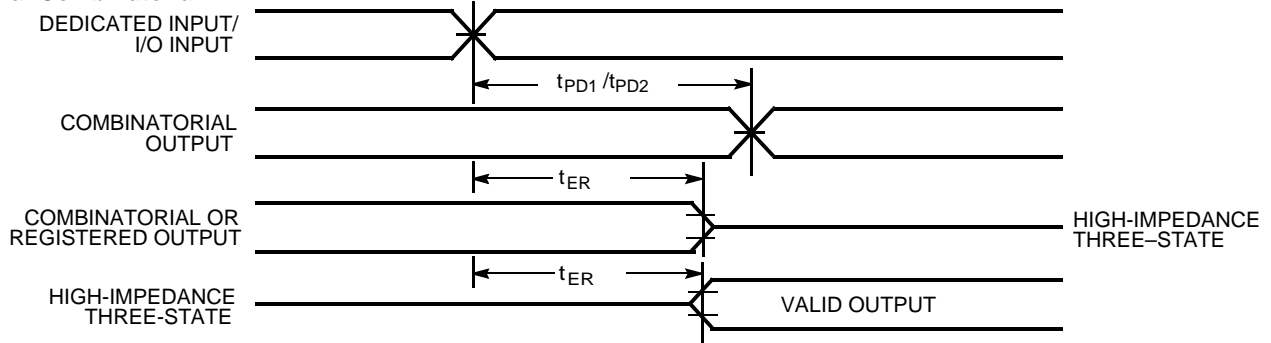 DEDICATED INPUT/
I/O INPUT
tPD1 /tPD2
COMBINATORIAL
OUTPUT
tER
COMBINATORIAL OR
REGISTERED OUTPUT
HIGH-IMPEDANCE
THREE–STATE
tER
HIGH-IMPEDANCE
THREE-STATE
VALID OUTPUT